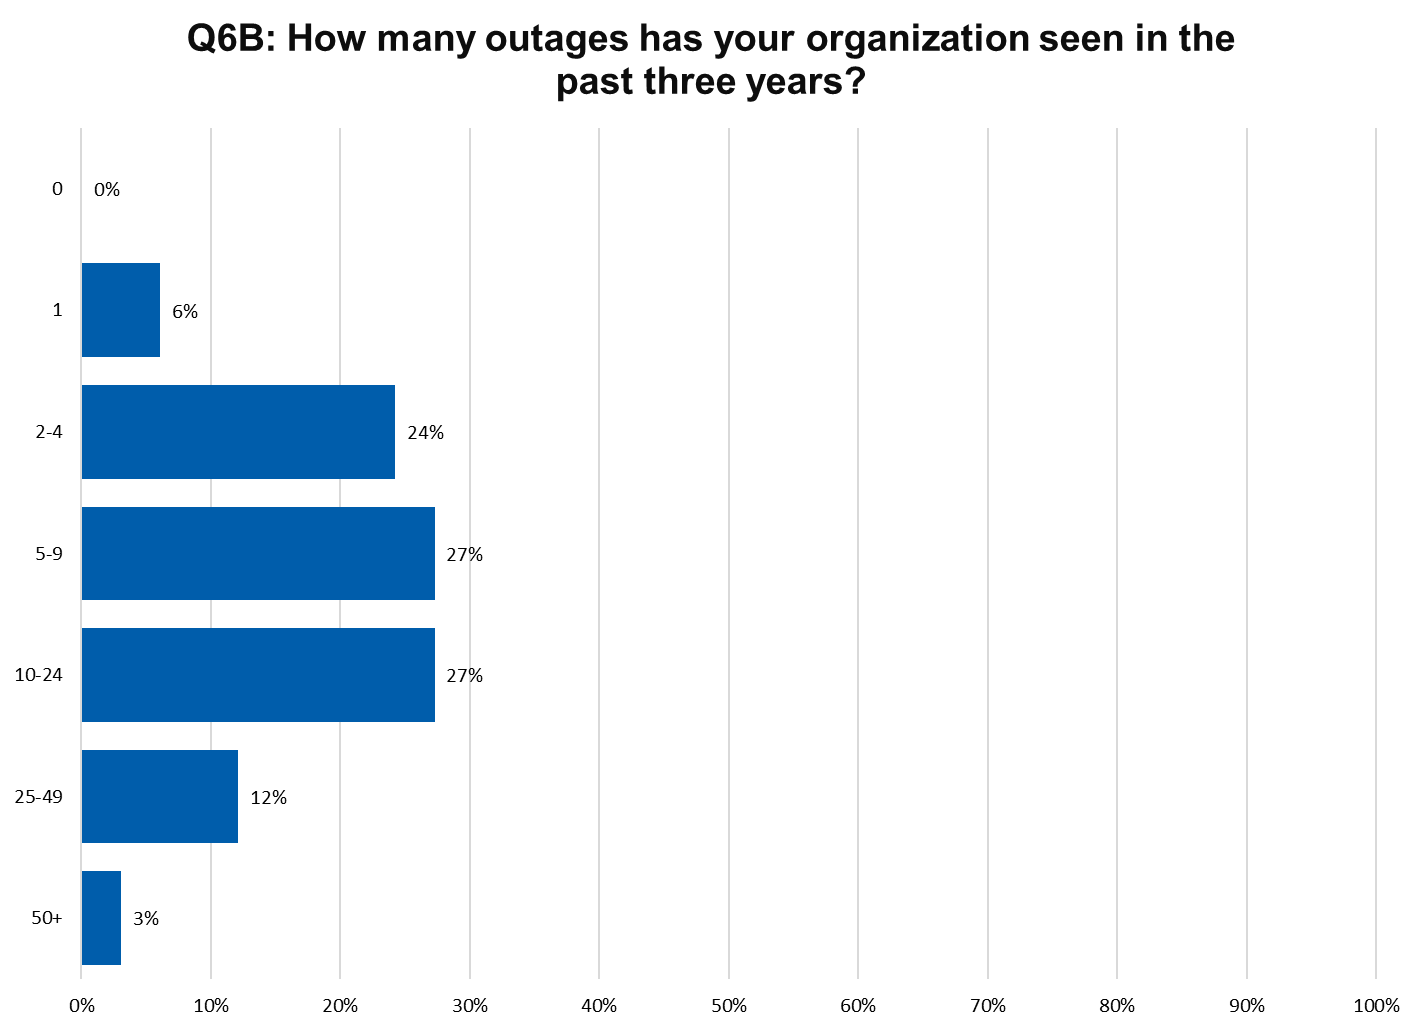 Q6B: How many outages has your organization seen in the
past three years?
0 0%
1 6%
2-4 24%
5-9 27%
10-24 27%
25-49 12%
50+ 3%
0% 10% 20% 30% 40% 50% 60% 70% 80% 90% 100%